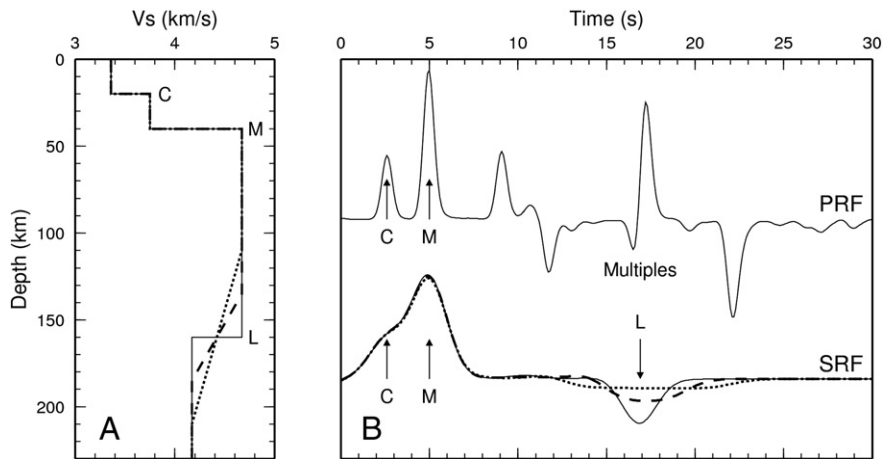 Vs (km/s)
3 4 5
Depth (km)
0
50
100
150
200
C
M
L
A
Time (s)
0 5 10 15 20 25 30
PRF
C M
Multiples
L
SRF
C M
B